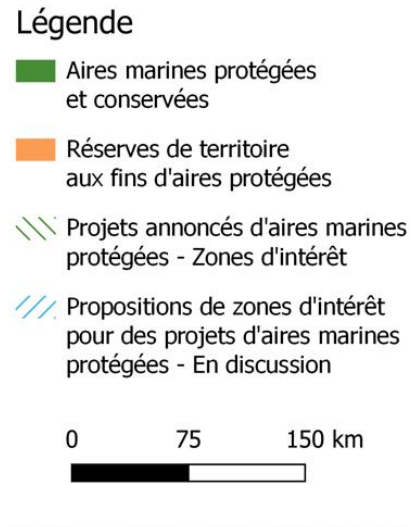 Légende
Aires marines protégées
et conservées
Réserves de territoire
aux fins d'aires protégées
Projets annoncés d'aires marines
protégées - Zones d'intérêt
Propositions de zones d'intérêt
pour des projets d'aires marines
protégées - En discussion
0 75 150 km